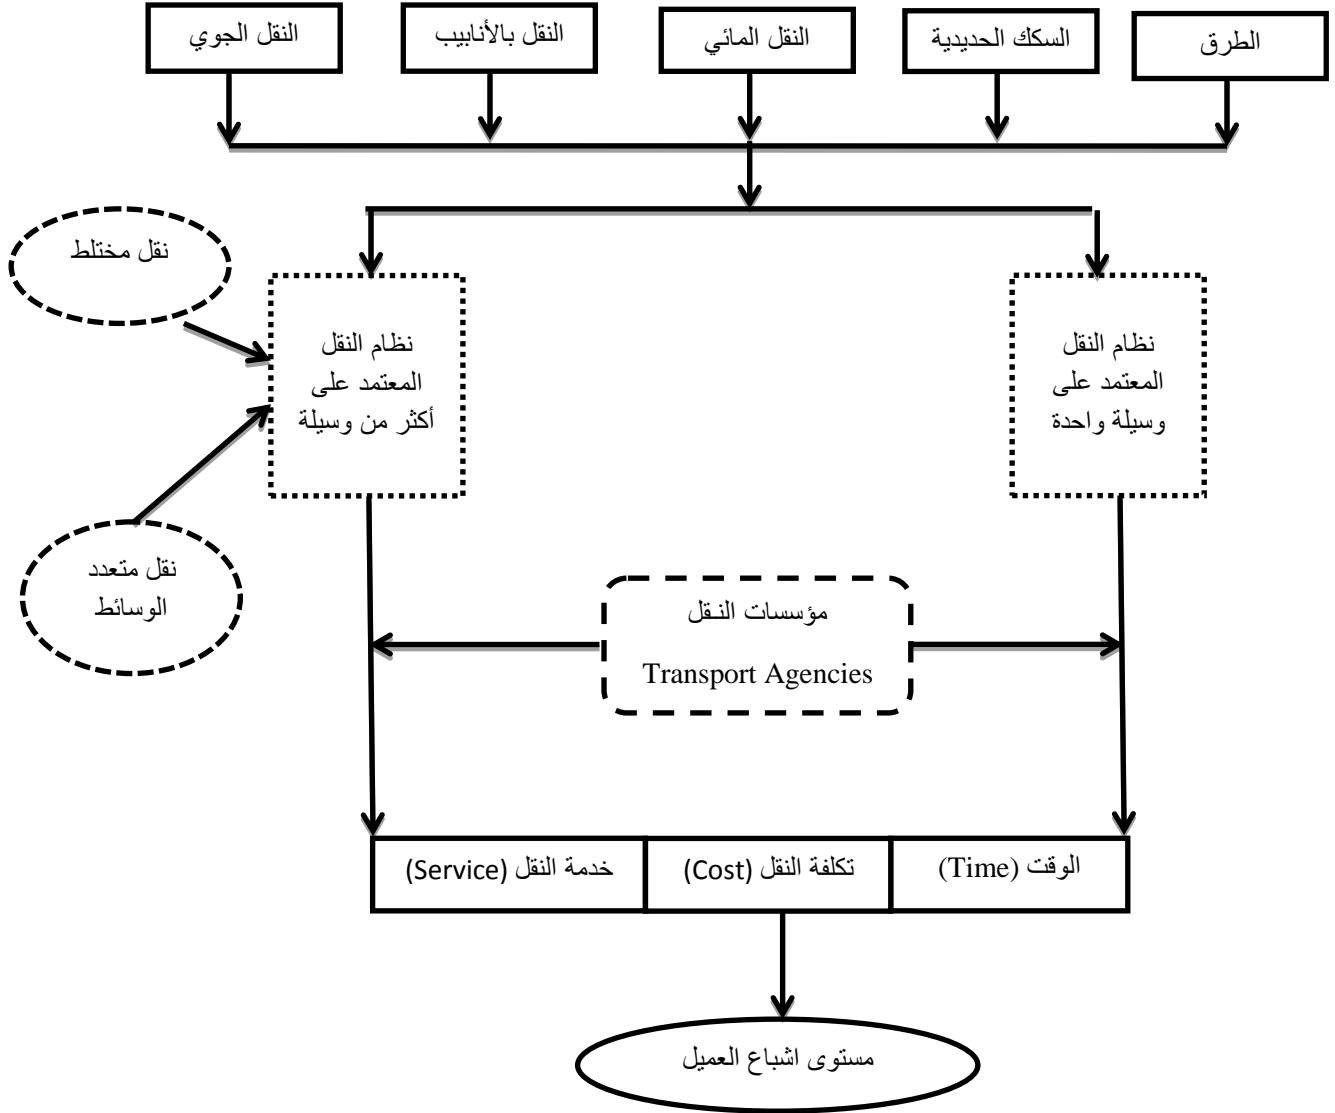 الطرق
السكك الحديدية
النقل المائي
النقل بالأنابيب
النقل الجوي
نقل مختلط
نظام النقل
المعتمد على
وسيلة واحدة
نظام النقل
المعتمد على
أكثر من وسيلة
نقل متعدد
الوسائط
مؤسسات النقل
Transport Agencies
الوقت (Time)
تكلفة النقل (Cost)
خدمة النقل (Service)
مستوى اشباع العميل